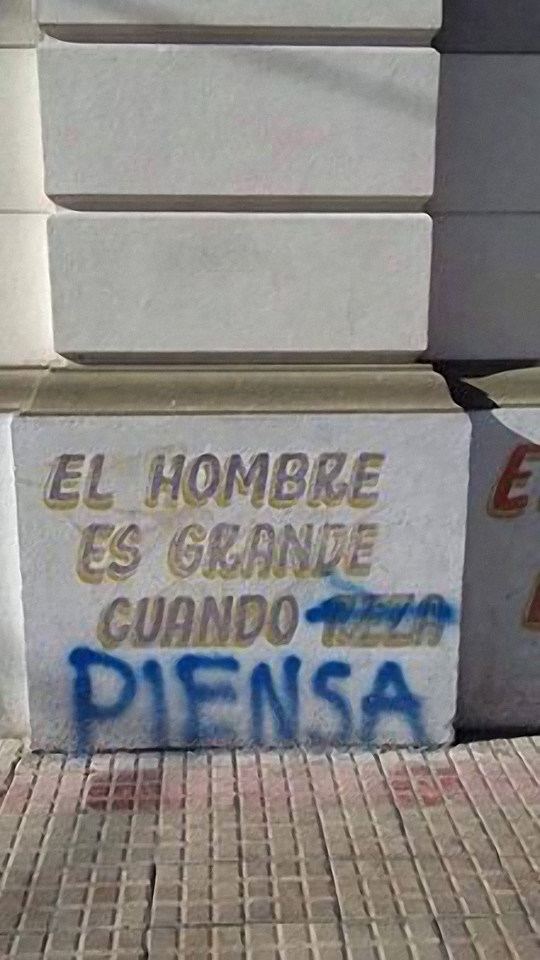 EL HOMBRE
ES GRANDE
CUANDO REZA
PIENSA